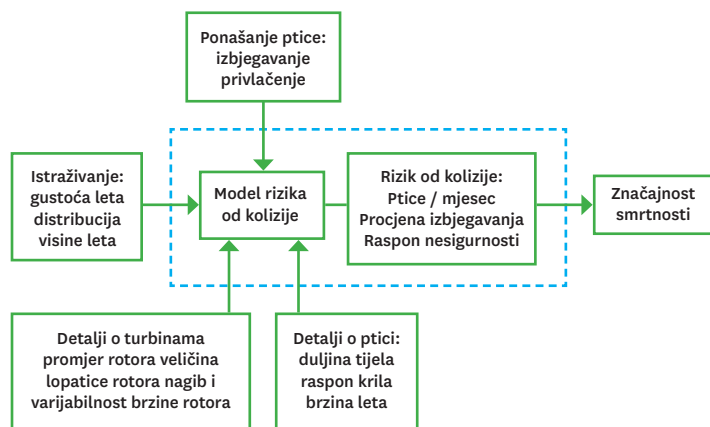 Ponašanje ptice:
izbjegavanje
privlačenje
Istraživanje:
gustoća leta
distribucija
visine leta
Model rizika
od kolizije
Rizik od kolizije:
Ptice / mjesec
Procjena izbjegavanja
Raspon nesigurnosti
Značajnost
smrtnosti
Detalji o turbinama
promjer rotora veličina
lopatice rotora nagib i
varijabilnost brzine rotora
Detalji o ptici:
duljina tijela
raspon krila
brzina leta